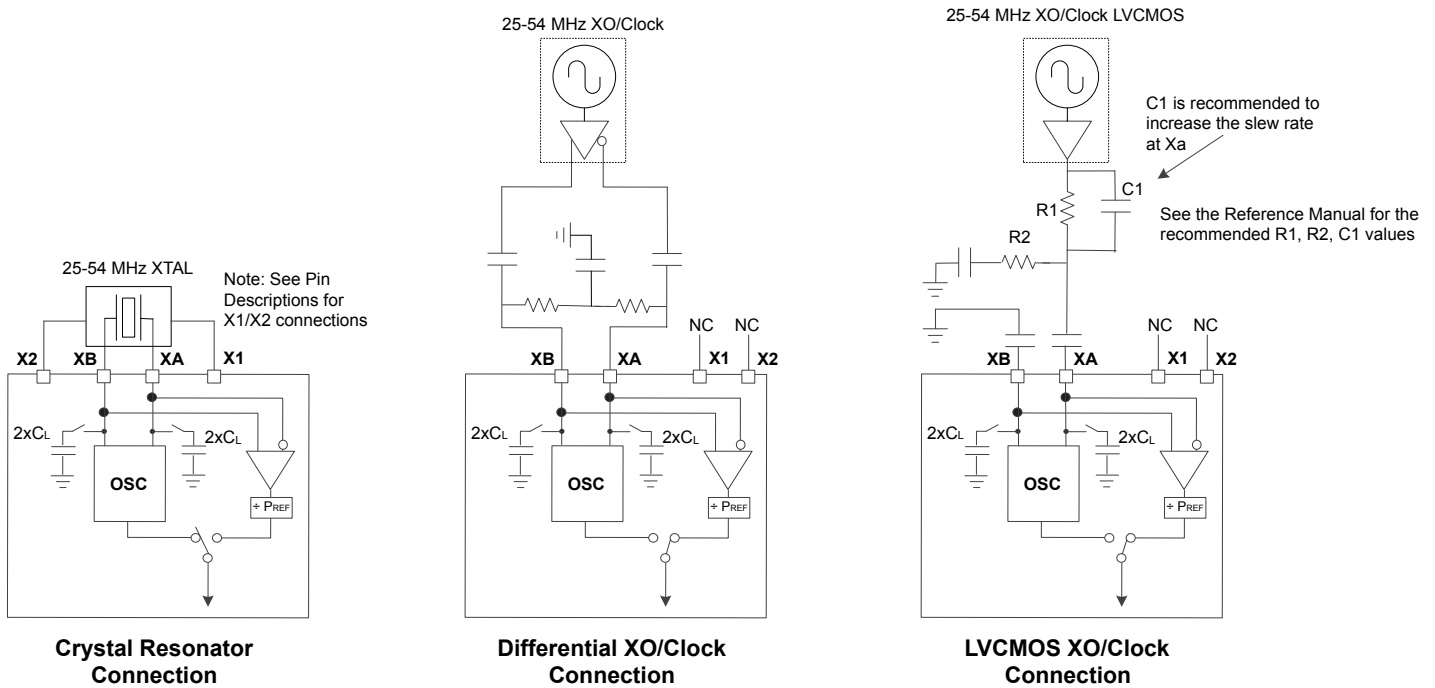 25-54 MHz XTAL
Note: See Pin
Descriptions for
X1/X2 connections
X2 XB XA X1
2xCL 2xCL
OSC
÷ PREF
Crystal Resonator
Connection
25-54 MHz XO/Clock
NC NC
XB XA X1 X2
2xCL 2xCL
OSC
÷ PREF
Differential XO/Clock
Connection
25-54 MHz XO/Clock LVCMOS
C1 is recommended to
increase the slew rate
at Xa
C1
R1
See the Reference Manual for the
recommended R1, R2, C1 values
R2
NC NC
XB XA X1 X2
2xCL 2xCL
OSC
÷ PREF
LVCMOS XO/Clock
Connection